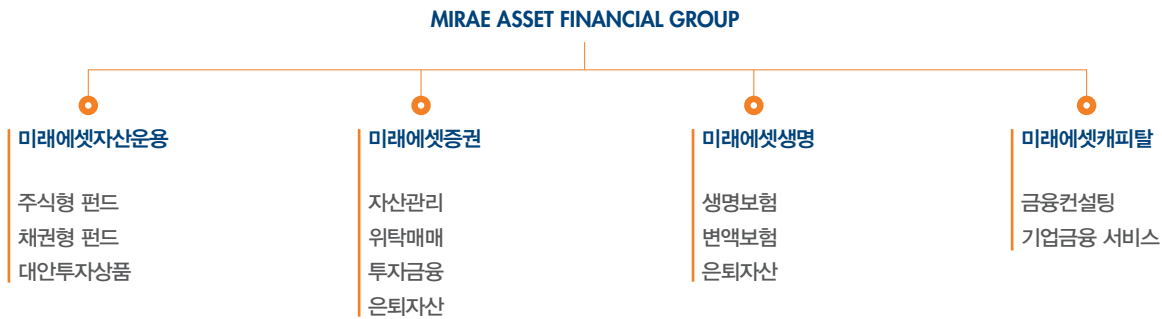 MIRAE ASSET FINANCIAL GROUP
미래에셋자산운용
주식형 펀드
채권형 펀드
대안투자상품
미래에셋증권
자산관리
위탁매매
투자금융
은퇴자산
미래에셋생명
생명보험
변액보험
은퇴자산
미래에셋캐피탈
금융컨설팅
기업금융 서비스